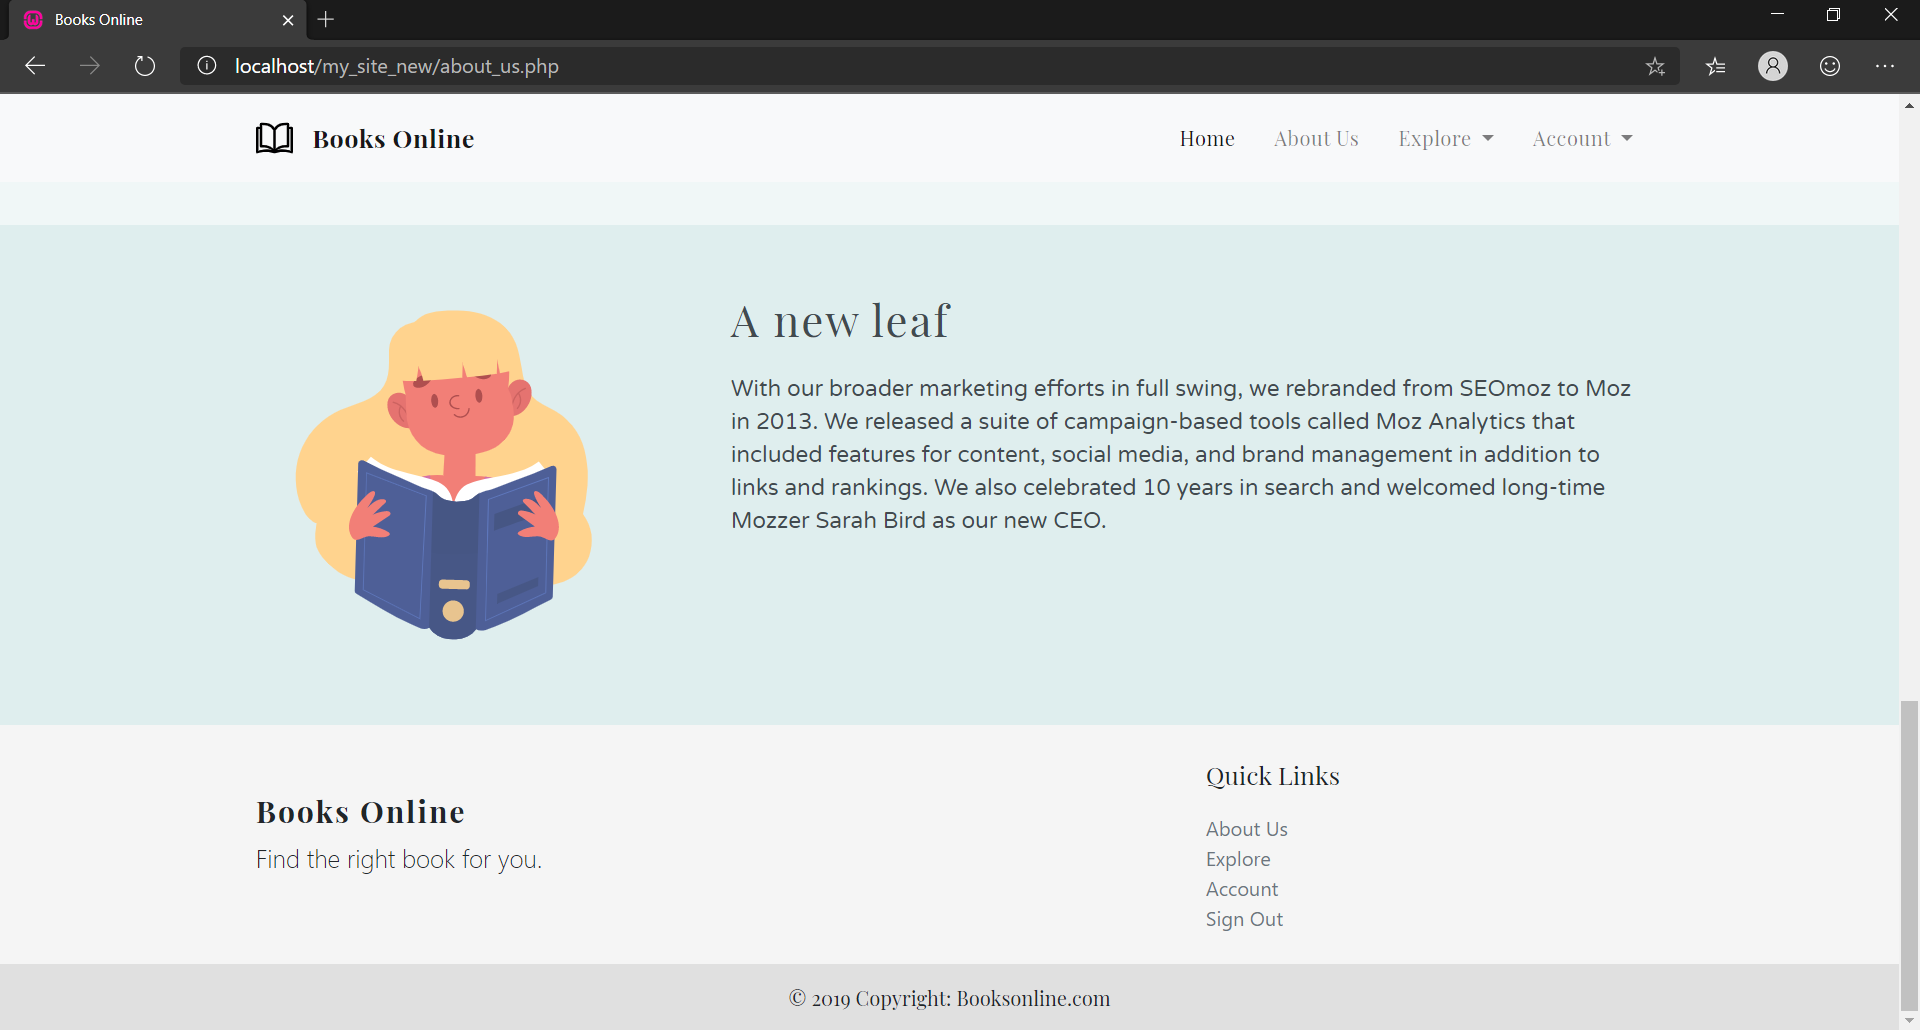 Books Online
localhost/my_site_new/about_us.php
Books Online
Home About Us Explore Account
A new leaf
With our broader marketing efforts in full swing, we rebranded from SEOmoz to Moz
in 2013. We released a suite of campaign-based tools called Moz Analytics that
included features for content, social media, and brand management in addition to
links and rankings. We also celebrated 10 years in search and welcomed long-time
Mozzer Sarah Bird as our new CEO.
Books Online
Find the right book for you.
Quick Links
About Us
Explore
Account
Sign Out
© 2019 Copyright: Booksonline.com